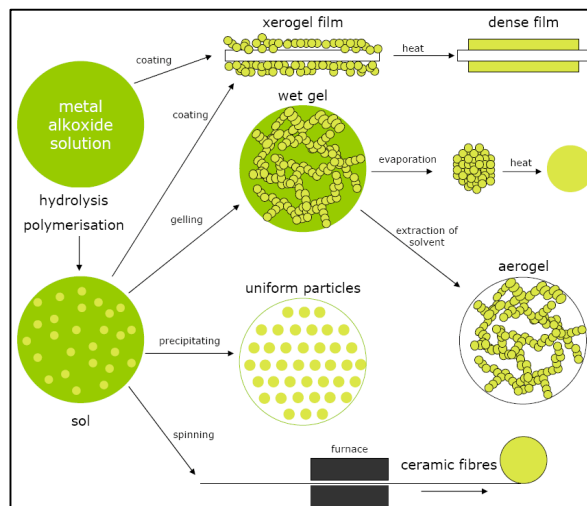 xerogel film
dense film
coating
heat
metal
alkoxide
solution
coating
wet gel
evaporation
heat
hydrolysis
polymerisation
gelling
extraction of
solvent
aerogel
uniform particles
precipitating
sol
spinning
furnace
ceramic fibres